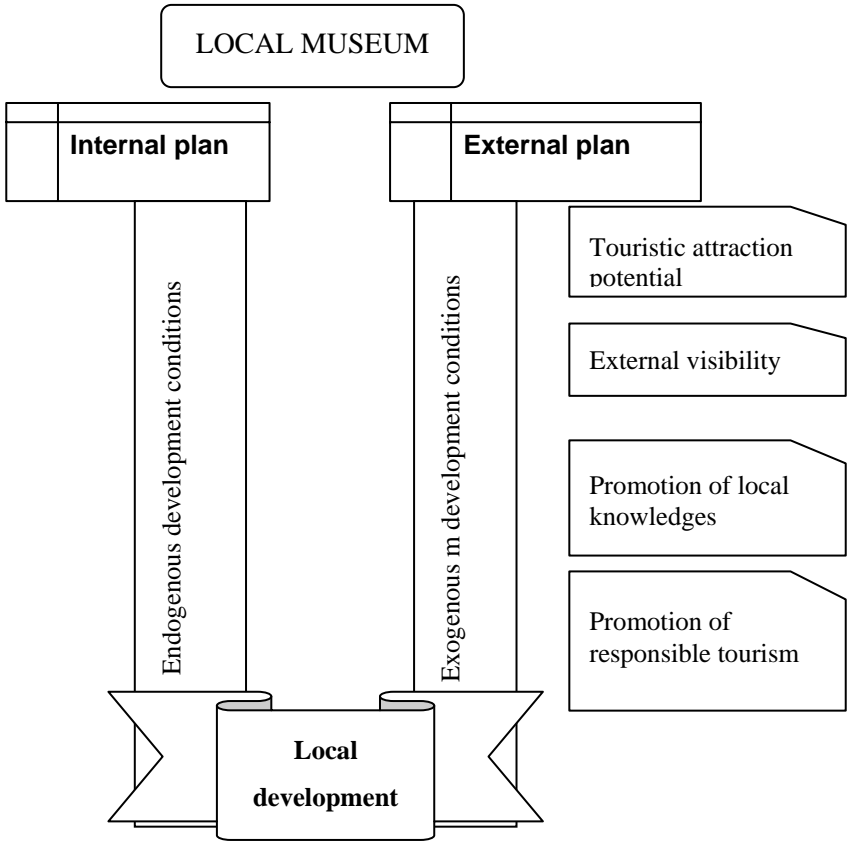 LOCAL MUSEUM
Internal plan
External plan
Endogenous development conditions
Exogenous m development conditions
Touristic attraction
potential
External visibility
Promotion of local
knowledges
Promotion of
responsible tourism
Local
development